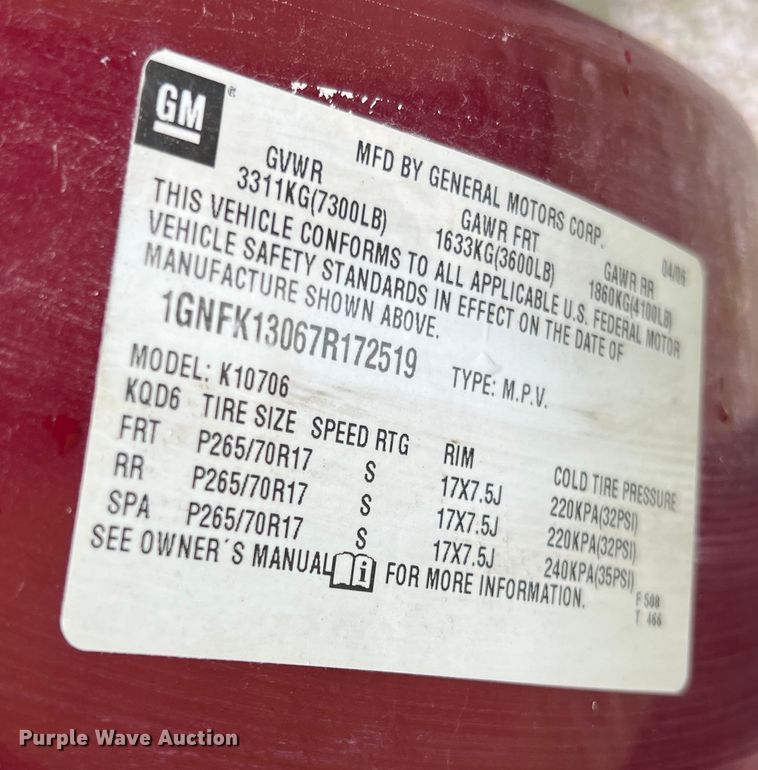 GM ®
MFD BY GENERAL MOTORS CORP. 04/06
GVWR GAWR FRT GAWR RR
3311KG(7300LB) 1633KG(3600LB) 1860KG(4100LB)
THIS VEHICLE CONFORMS TO ALL APPLICABLE U.S. FEDERAL MOTOR
VEHICLE SAFETY STANDARDS IN EFFECT ON THE DATE OF
MANUFACTURE SHOWN ABOVE.
1GNFK13067R172519 TYPE: M.P.V.
MODEL: K10706
KQD6 TIRE SIZE SPEED RTG RIM COLD TIRE PRESSURE
FRT P265/70R17 S 17X7.5J 220KPA(32PSI)
RR P265/70R17 S 17X7.5J 220KPA(32PSI)
SPA P265/70R17 S 17X7.5J 240KPA(35PSI)
SEE OWNER´S MANUAL i FOR MORE INFORMATION.
F 508
T 466
Purple Wave Auction